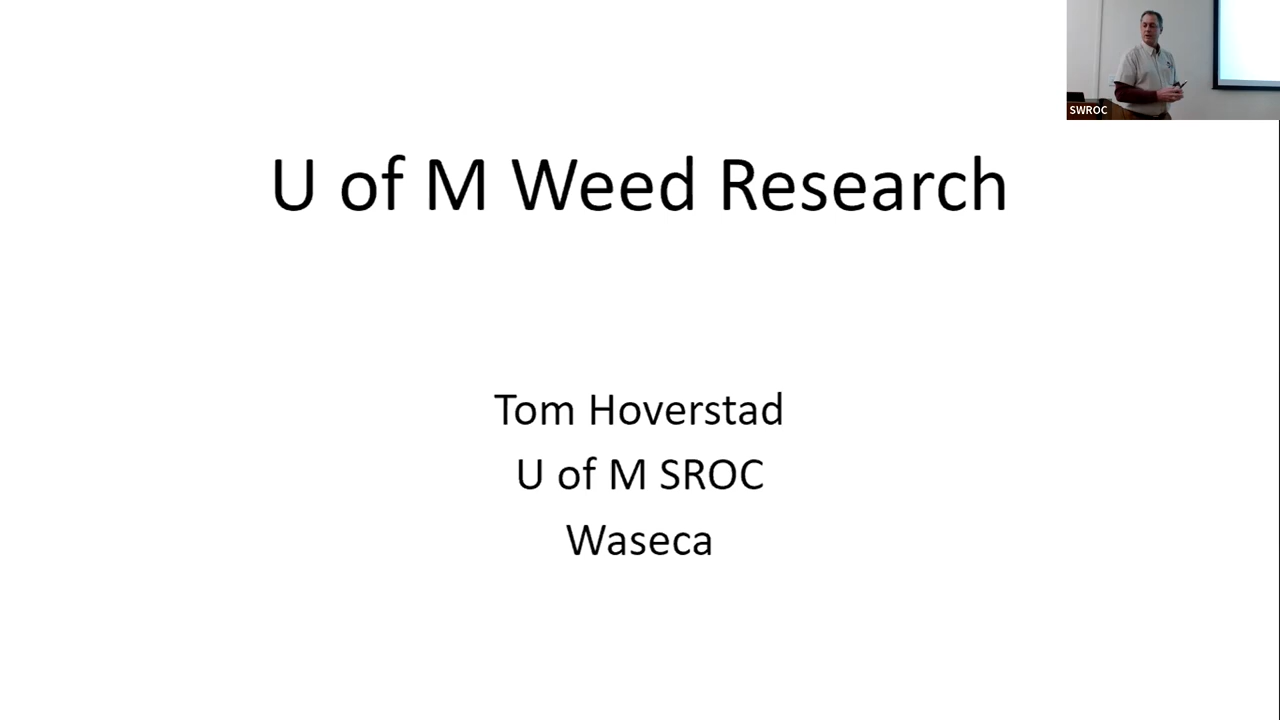 SWROC
U of M Weed Research
Tom Hoverstad
U of M SROC
Waseca